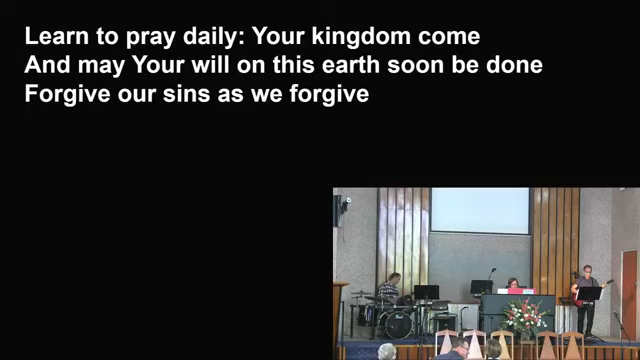 Learn to pray daily: Your kingdom come
And may Your will on this earth soon be done
Forgive our sins as we forgive